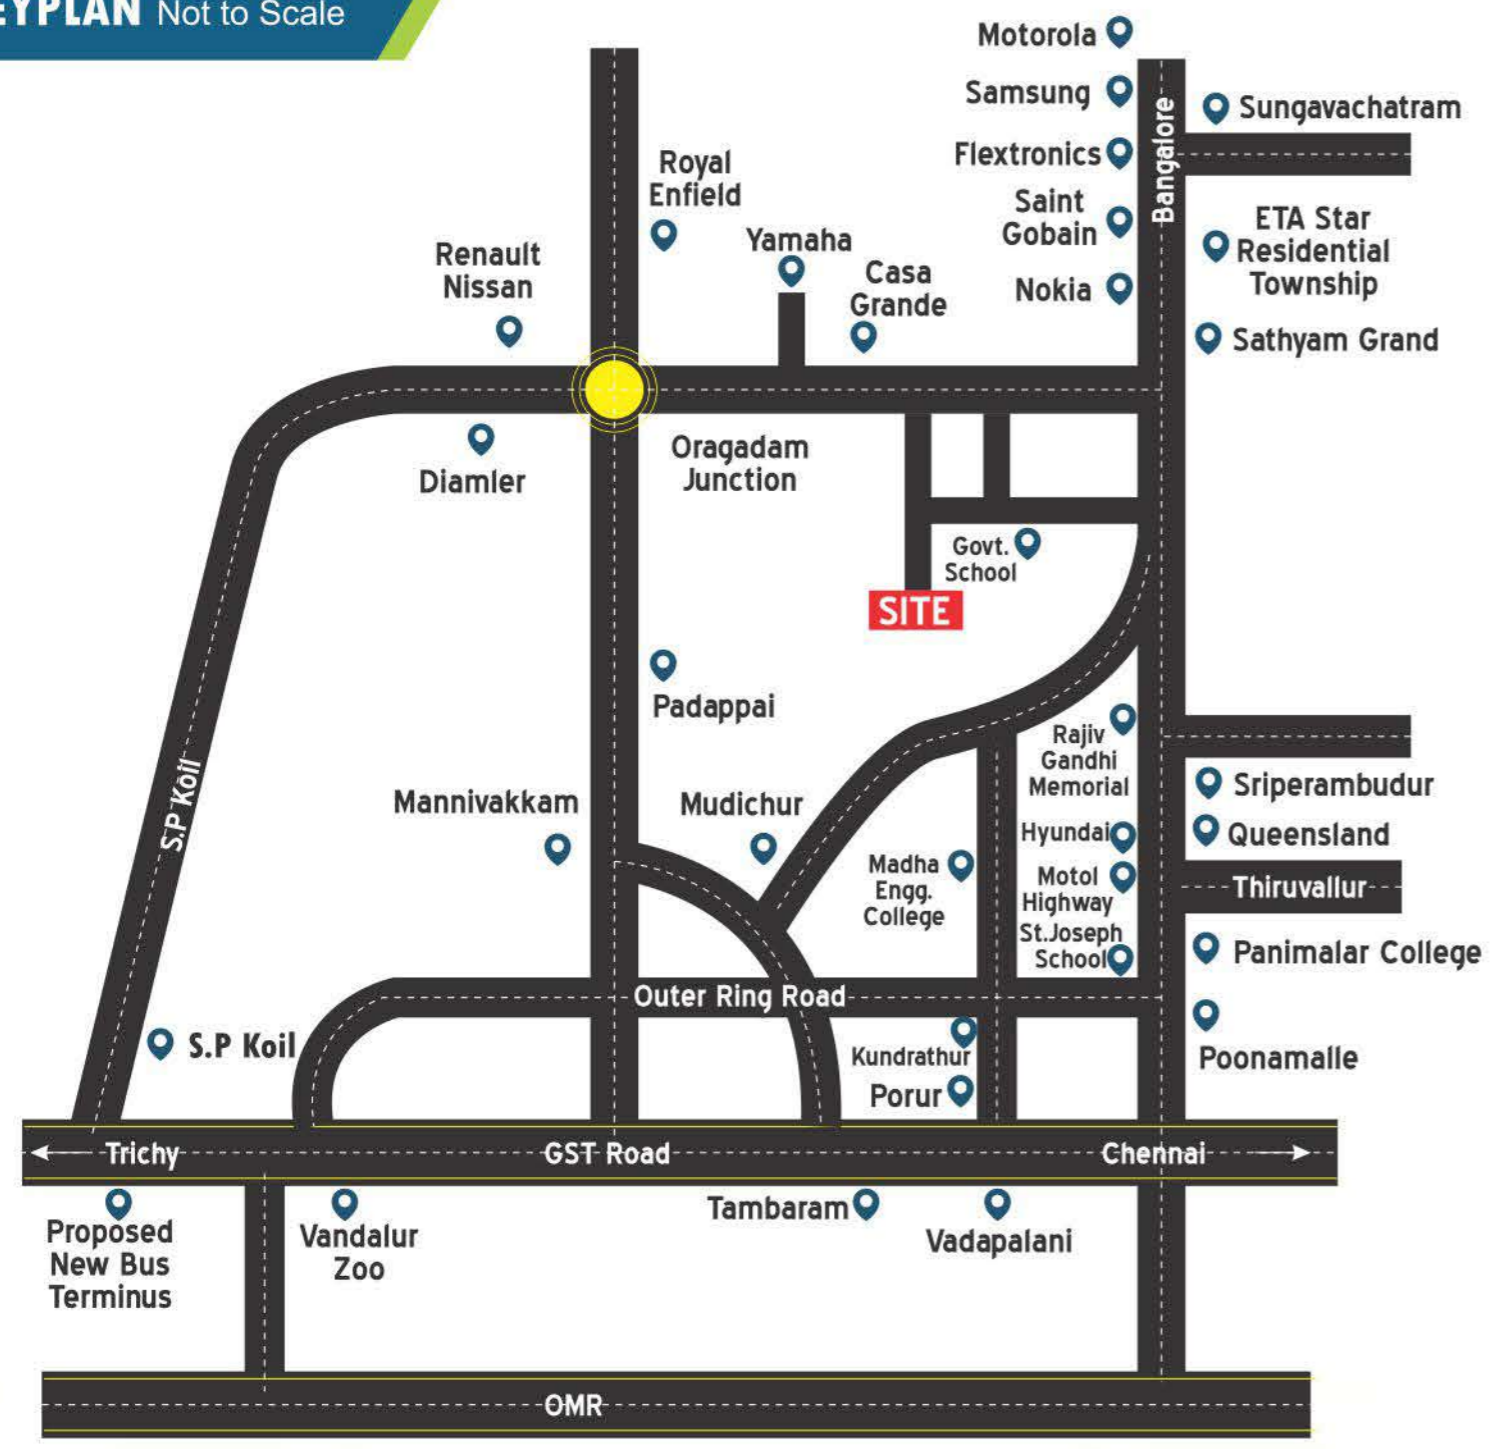 EYPLAN Not to Scale
Motorola
Samsung
Flextronics
Saint
Gobain
Nokia
Bangalore
Sungavachatram
ETA Star
Residential
Township
Sathyam Grand
Royal
Enfield
Yamaha
Casa
Grande
Renault
Nissan
Diamler
Oragadam
Junction
Govt.
School
SITE
Padappai
Mannivakkam
Mudichur
S.P Koil
Rajiv
Gandhi
Memorial
Hyundai
Motol
Highway
St.Joseph
School
Madha
Engg.
College
Sriperambudur
Queensland
Thiruvallur
Panimalar College
Poonamalle
Outer Ring Road
S.P Koil
Kundrathur
Porur
Trichy
GST Road
Chennai
Proposed
New Bus
Terminus
Vandalur
Zoo
Tambaram
Vadapalani
OMR